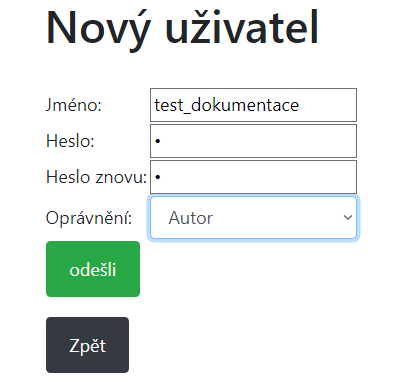 Nový uživatel
Jméno: test_dokumentace
Heslo: •
Heslo znovu: •
Oprávnění: Autor
odešli
Zpět